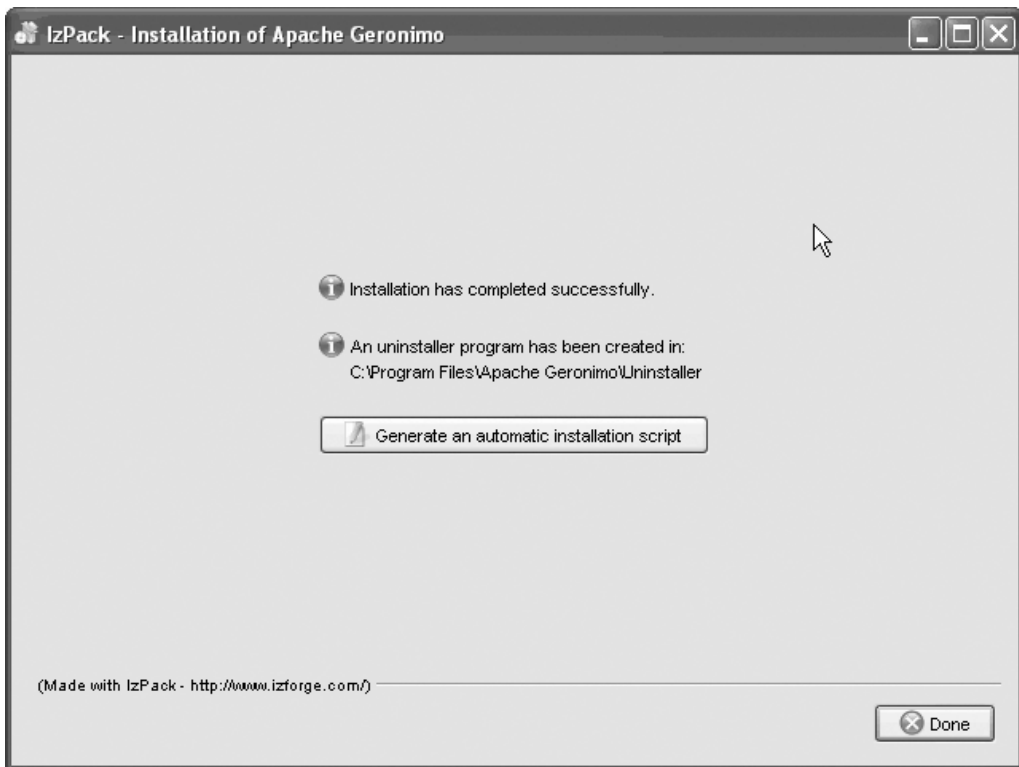 IzPack - Installation of Apache Geronimo
Installation has completed successfully.
An uninstaller program has been created in:
C:\Program Files\Apache Geronimo\Uninstaller
Generate an automatic installation script
(Made with IzPack - http://www.izforge.com/)
Done